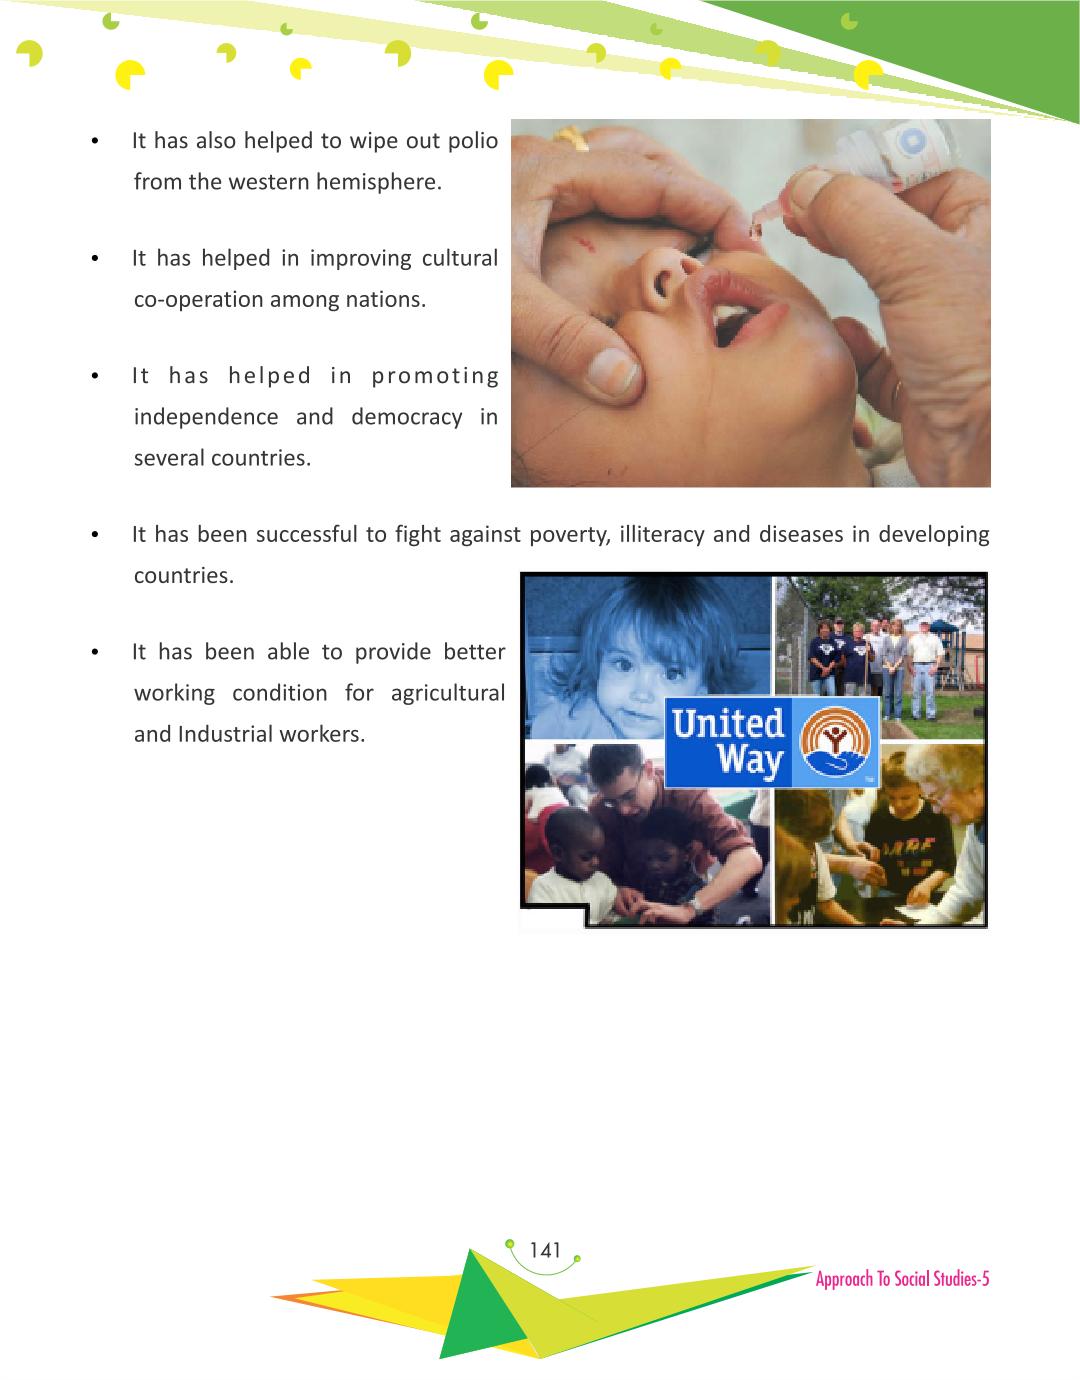 • It has also helped to wipe out polio
from the western hemisphere.
• It has helped in improving cultural
co-operation among nations.
• It has helped in promoting
independence and democracy in
several countries.
• It has been successful to fight against poverty, illiteracy and diseases in developing
countries.
• It has been able to provide better
working condition for agricultural
and Industrial workers.
United
Way
141
Approach To Social Studies-5